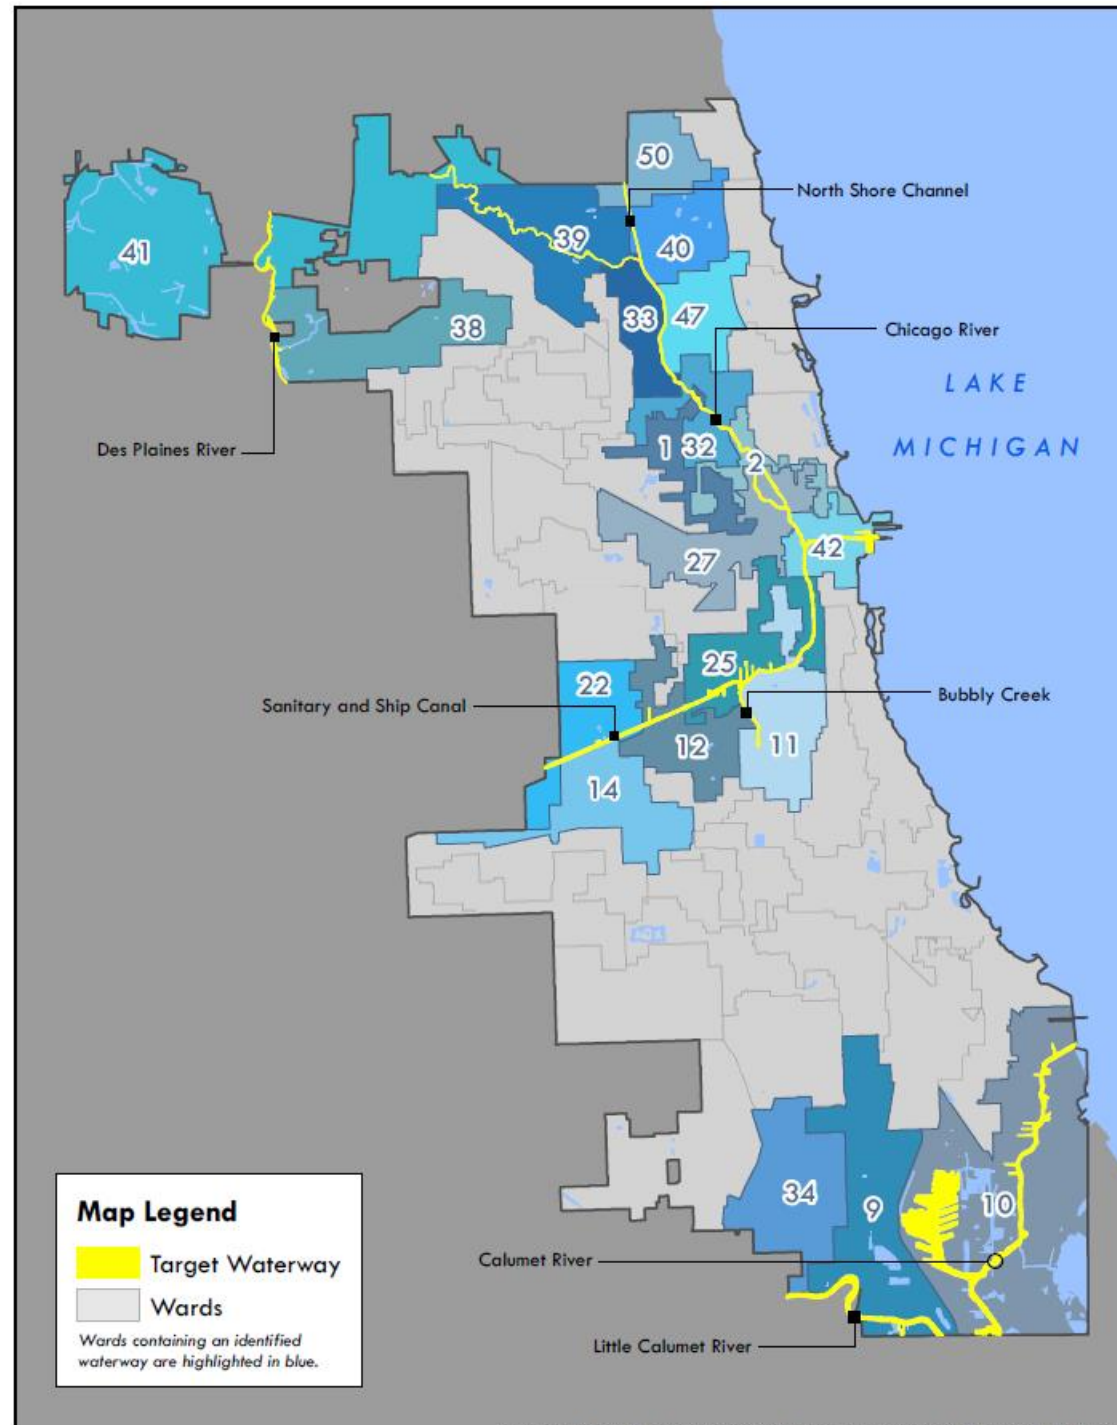 50
North Shore Channel
41
39
40
38
33
47
Chicago River
LAKE
MICHIGAN
Des Plaines River
1
32
2
42
27
25
22
Sanitary and Ship Canal
Bubbly Creek
12
11
14
34
9
10
Calumet River
Little Calumet River
Map Legend
Target Waterway
Wards
Wards containing an identified
waterway are highlighted in blue.